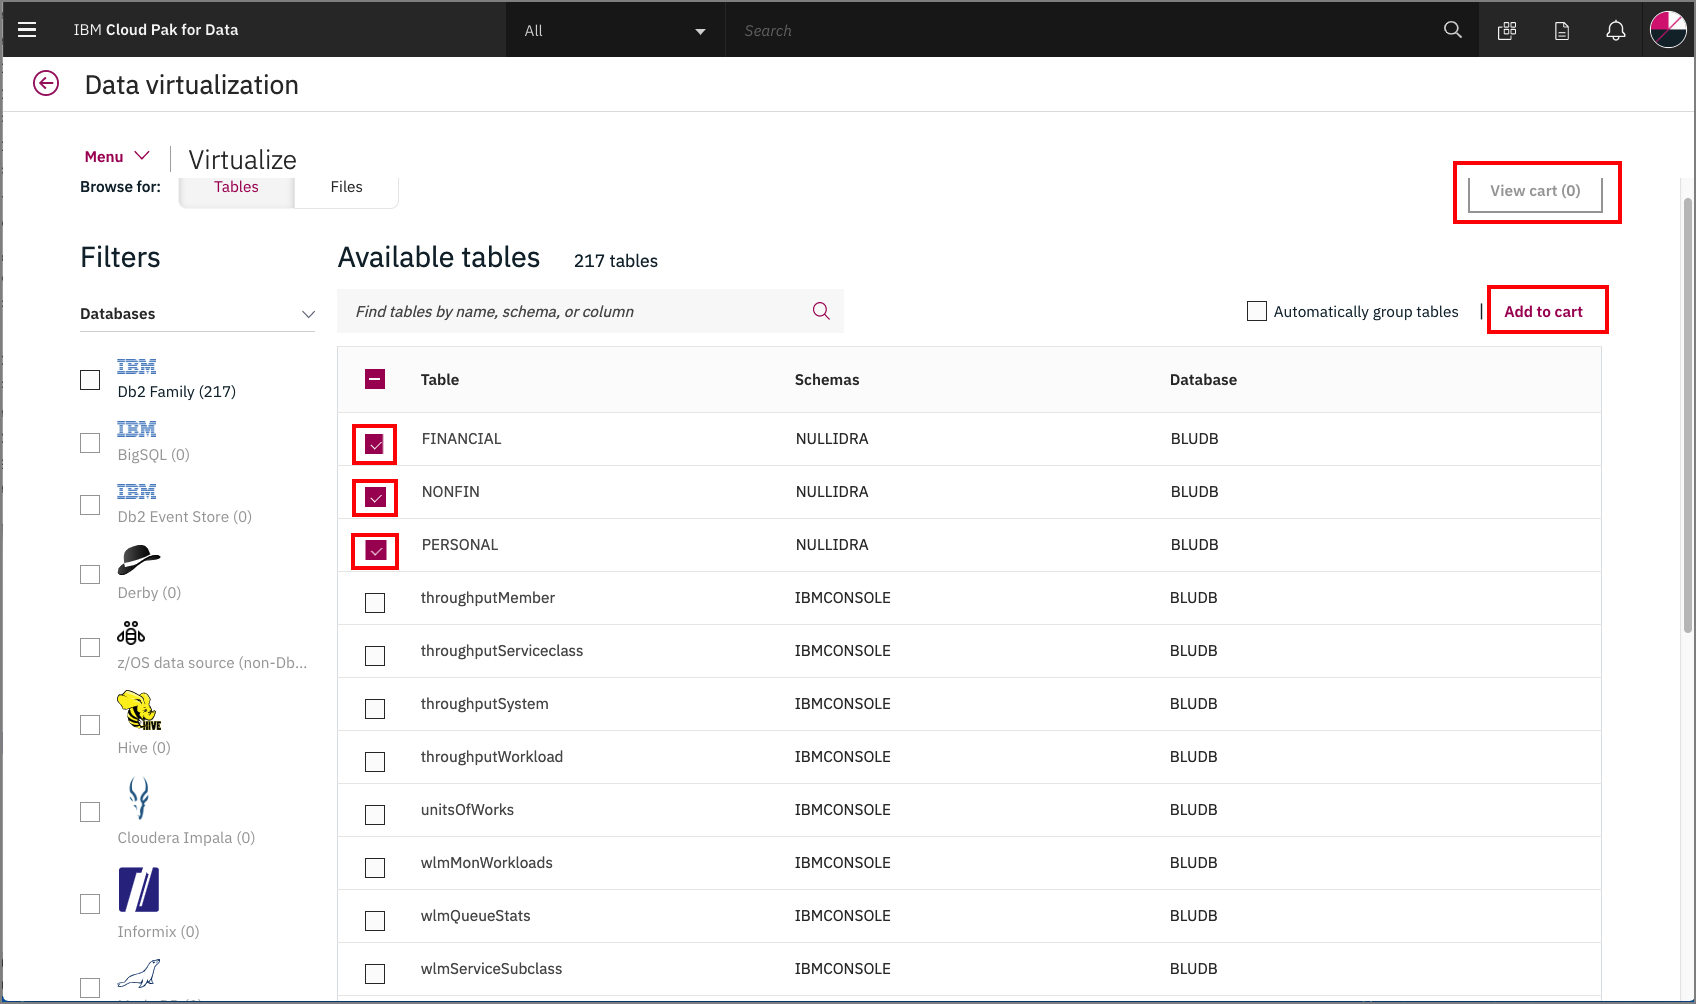 IBM Cloud Pak for Data
All
Search
Data virtualization
Menu
Virtualize
Browse for:
Tables
Files
View cart (0)
Filters
Available tables
217 tables
Databases
Find tables by name, schema, or column
Automatically group tables
Add to cart
IBM
Db2 Family (217)
IBM
BigSQL (0)
IBM
Db2 Event Store (0)
Derby (0)
z/OS data source (non-Db...
HIVE
Hive (0)
Cloudera Impala (0)
Informix (0)
Table Schemas Database
FINANCIAL NULLIDRA BLUDB
NONFIN NULLIDRA BLUDB
PERSONAL NULLIDRA BLUDB
throughputMember IBMCONSOLE BLUDB
throughputServiceclass IBMCONSOLE BLUDB
throughputSystem IBMCONSOLE BLUDB
throughputWorkload IBMCONSOLE BLUDB
unitsOfWorks IBMCONSOLE BLUDB
wlmMonWorkloads IBMCONSOLE BLUDB
wlmQueueStats IBMCONSOLE BLUDB
wlmServiceSubclass IBMCONSOLE BLUDB